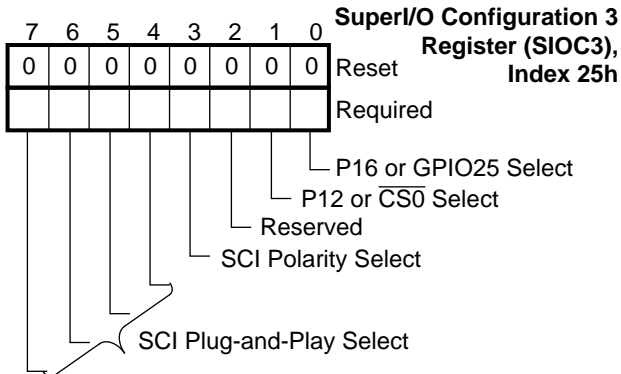 SuperI/O Configuration 3
Register (SIOC3),
Index 25h
7 6 5 4 3 2 1 0
0 0 0 0 0 0 0 0 Reset
Required
P16 or GPIO25 Select
P12 or C̅S̅0̅ Select
Reserved
SCI Polarity Select
SCI Plug-and-Play Select